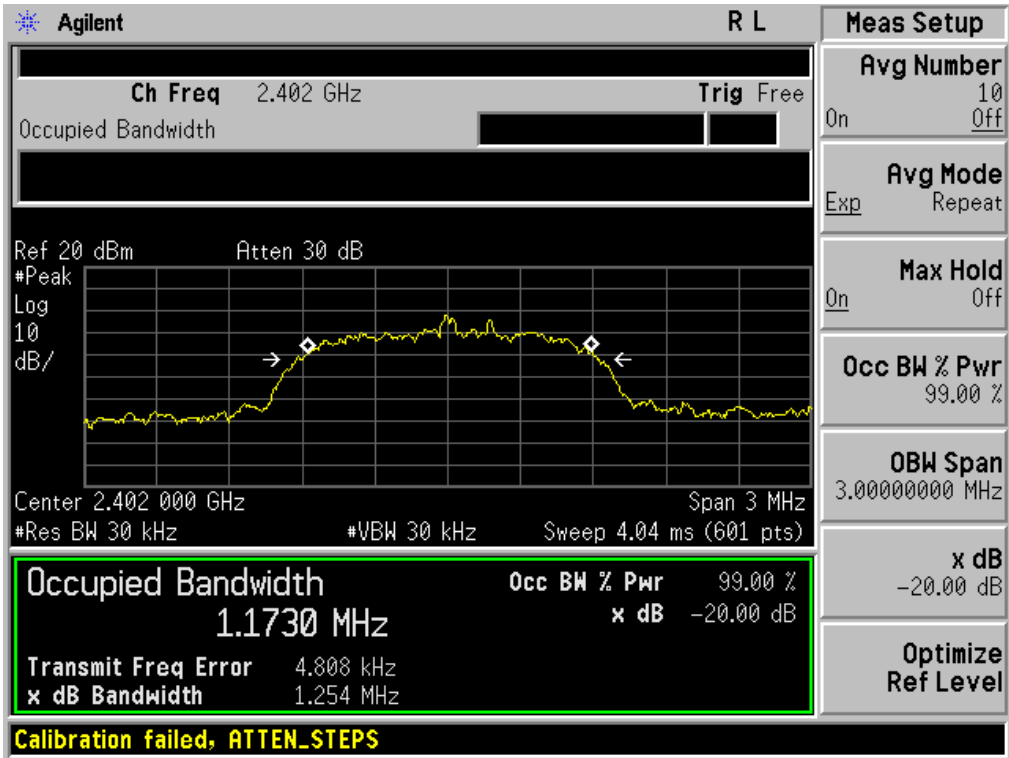 Agilent
R L
Ch Freq 2.402 GHz
Trig Free
Occupied Bandwidth
Ref 20 dBm
Atten 30 dB
#Peak
Log
10
dB/
Center 2.402 000 GHz
Span 3 MHz
#Res BW 30 kHz
#VBW 30 kHz
Sweep 4.04 ms (601 pts)
Occupied Bandwidth
1.1730 MHz
Occ BW % Pwr 99.00 %
x dB -20.00 dB
Transmit Freq Error 4.808 kHz
x dB Bandwidth 1.254 MHz
Calibration failed, ATTEN_STEPS
Meas Setup
Avg Number
10
On Off
Avg Mode
Exp Repeat
Max Hold
On Off
Occ BW % Pwr
99.00 %
OBW Span
3.00000000 MHz
x dB
-20.00 dB
Optimize
Ref Level